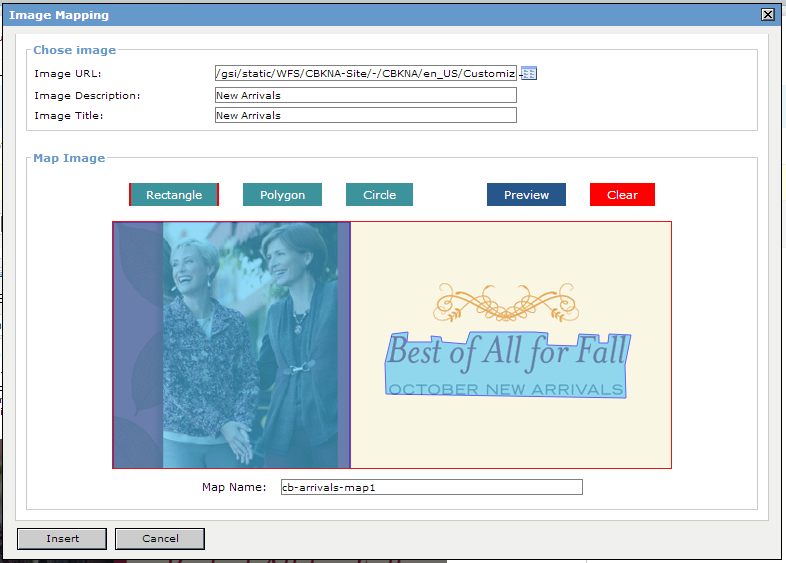 Image Mapping
Chose image
Image URL: /gsi/static/WFS/CBKNA-Site/-/CBKNA/en_US/Customiz
Image Description: New Arrivals
Image Title: New Arrivals
Map Image
Rectangle Polygon Circle Preview Clear
Best of All for Fall
OCTOBER NEW ARRIVALS
Map Name: cb-arrivals-map1
Insert Cancel